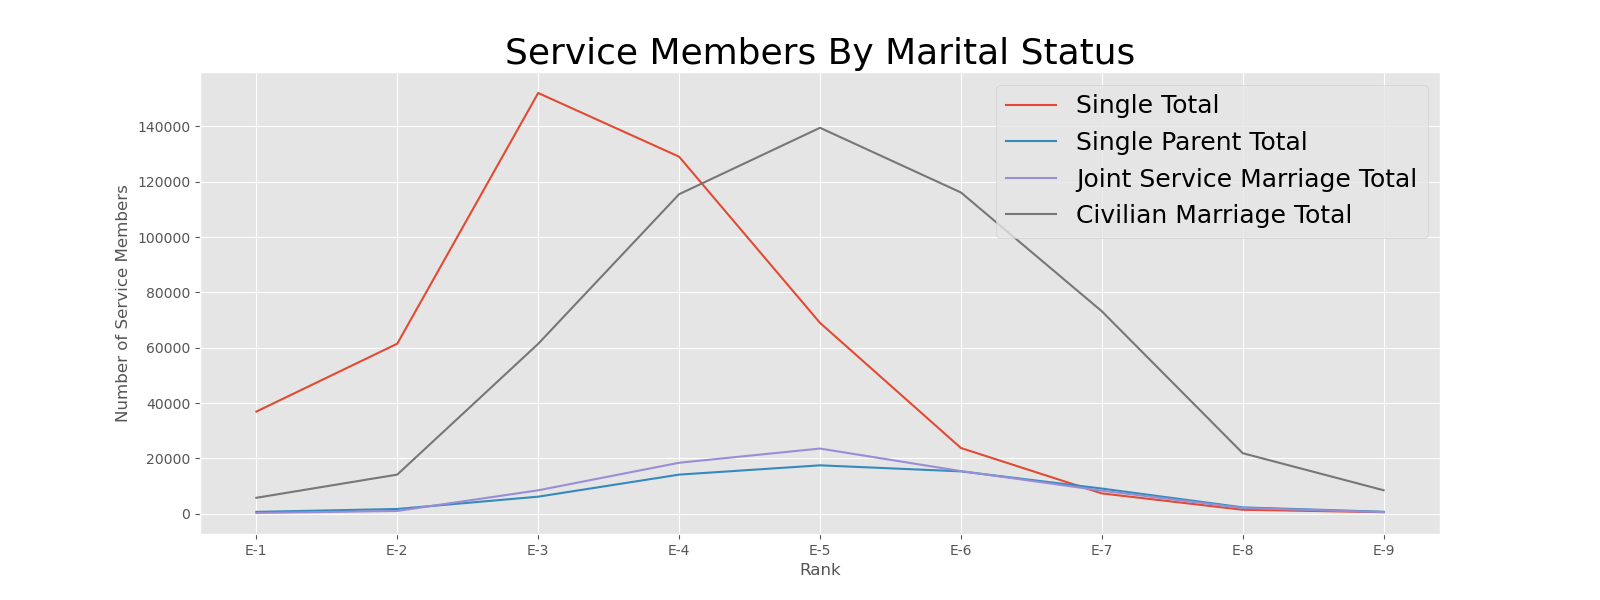 Service Members By Marital Status
Single Total
Single Parent Total
Joint Service Marriage Total
Civilian Marriage Total
Number of Service Members
140000
120000
100000
80000
60000
40000
20000
0
E-1 E-2 E-3 E-4 E-5 E-6 E-7 E-8 E-9
Rank